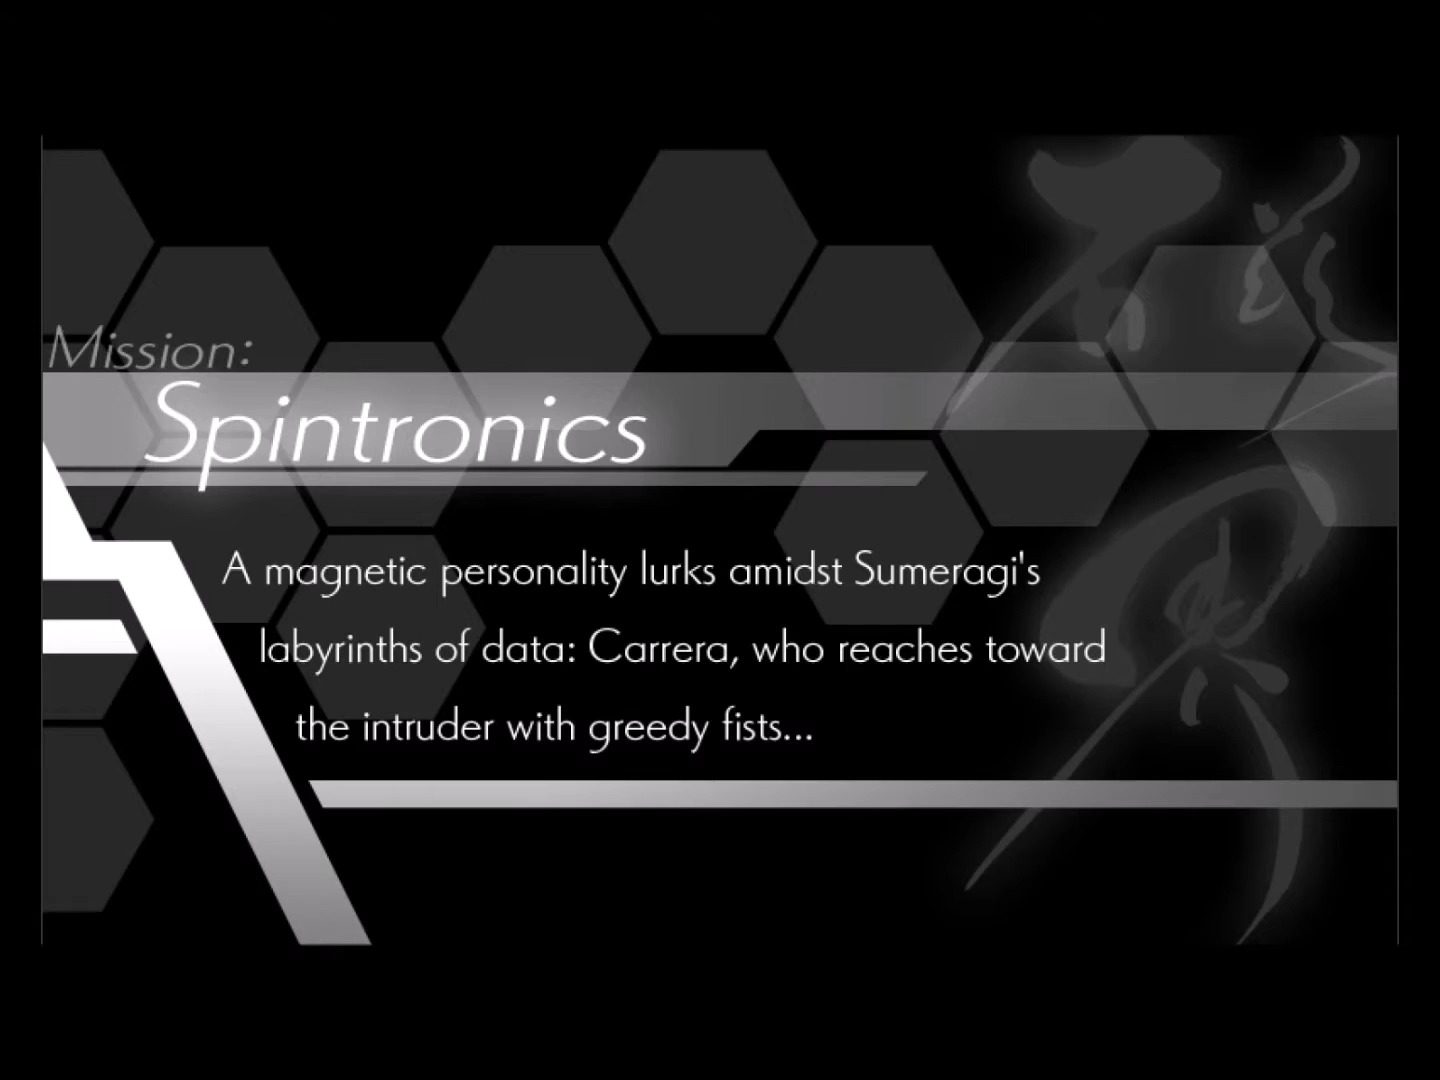 Mission:
Spintronics
A magnetic personality lurks amidst Sumeragi's
labyrinths of data: Carrera, who reaches toward
the intruder with greedy fists...